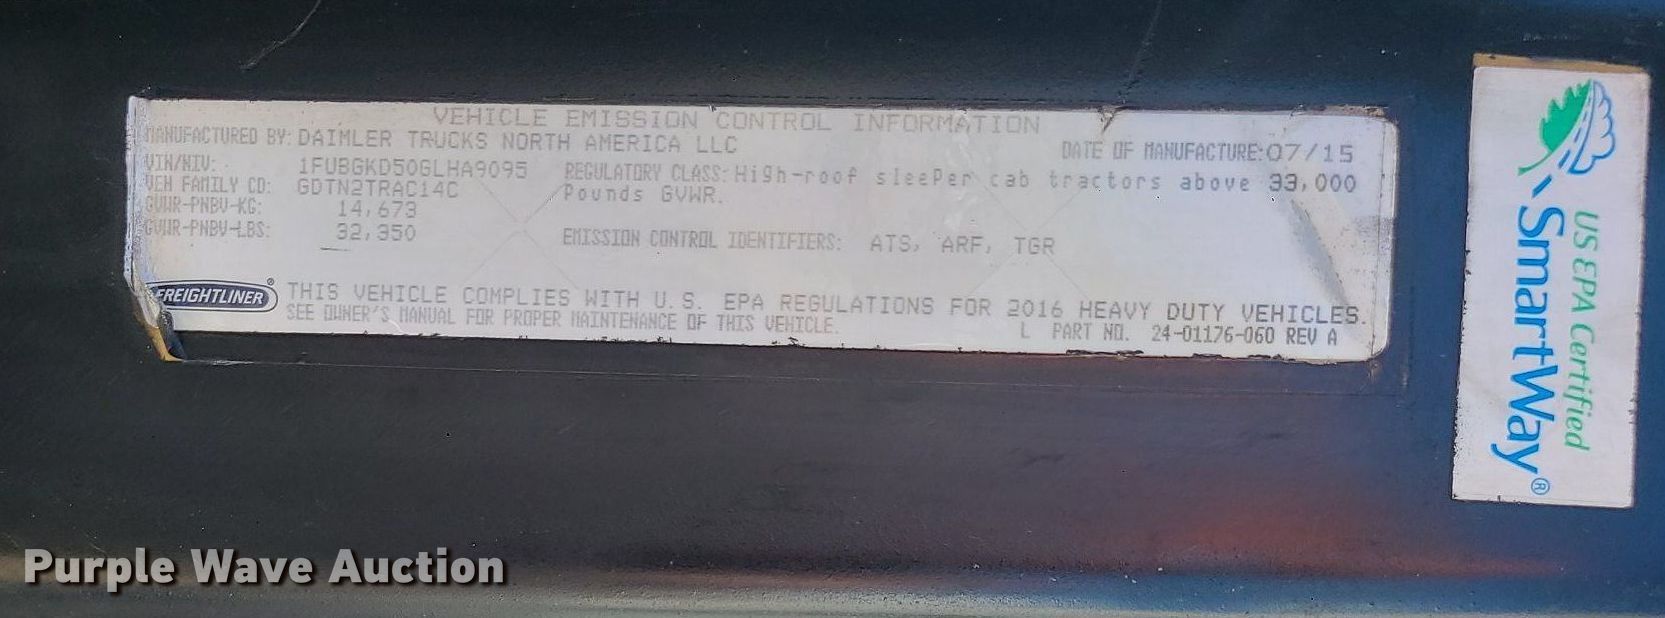 VEHICLE EMISSION CONTROL INFORMATION
MANUFACTURED BY: DAIMLER TRUCKS NORTH AMERICA LLC
DATE OF MANUFACTURE: 07/15
VIN/NIV: 1FUBGKD50GLHA9095
REGULATORY CLASS: High-roof sleeper cab tractors above 33,000
VEH FAMILY CD: GDTN2TRAC14C
Pounds GVWR.
GVWR-PNBV-KG: 14,673
GVWR-PNBV-LBS: 32,350
EMISSION CONTROL IDENTIFIERS: ATS, ARF, TGR
FREIGHTLINER®
THIS VEHICLE COMPLIES WITH U.S. EPA REGULATIONS FOR 2016 HEAVY DUTY VEHICLES.
SEE OWNER'S MANUAL FOR PROPER MAINTENANCE OF THIS VEHICLE.
L PART NO. 24-01176-060 REV A
US EPA Certified
SmartWay®
Purple Wave Auction